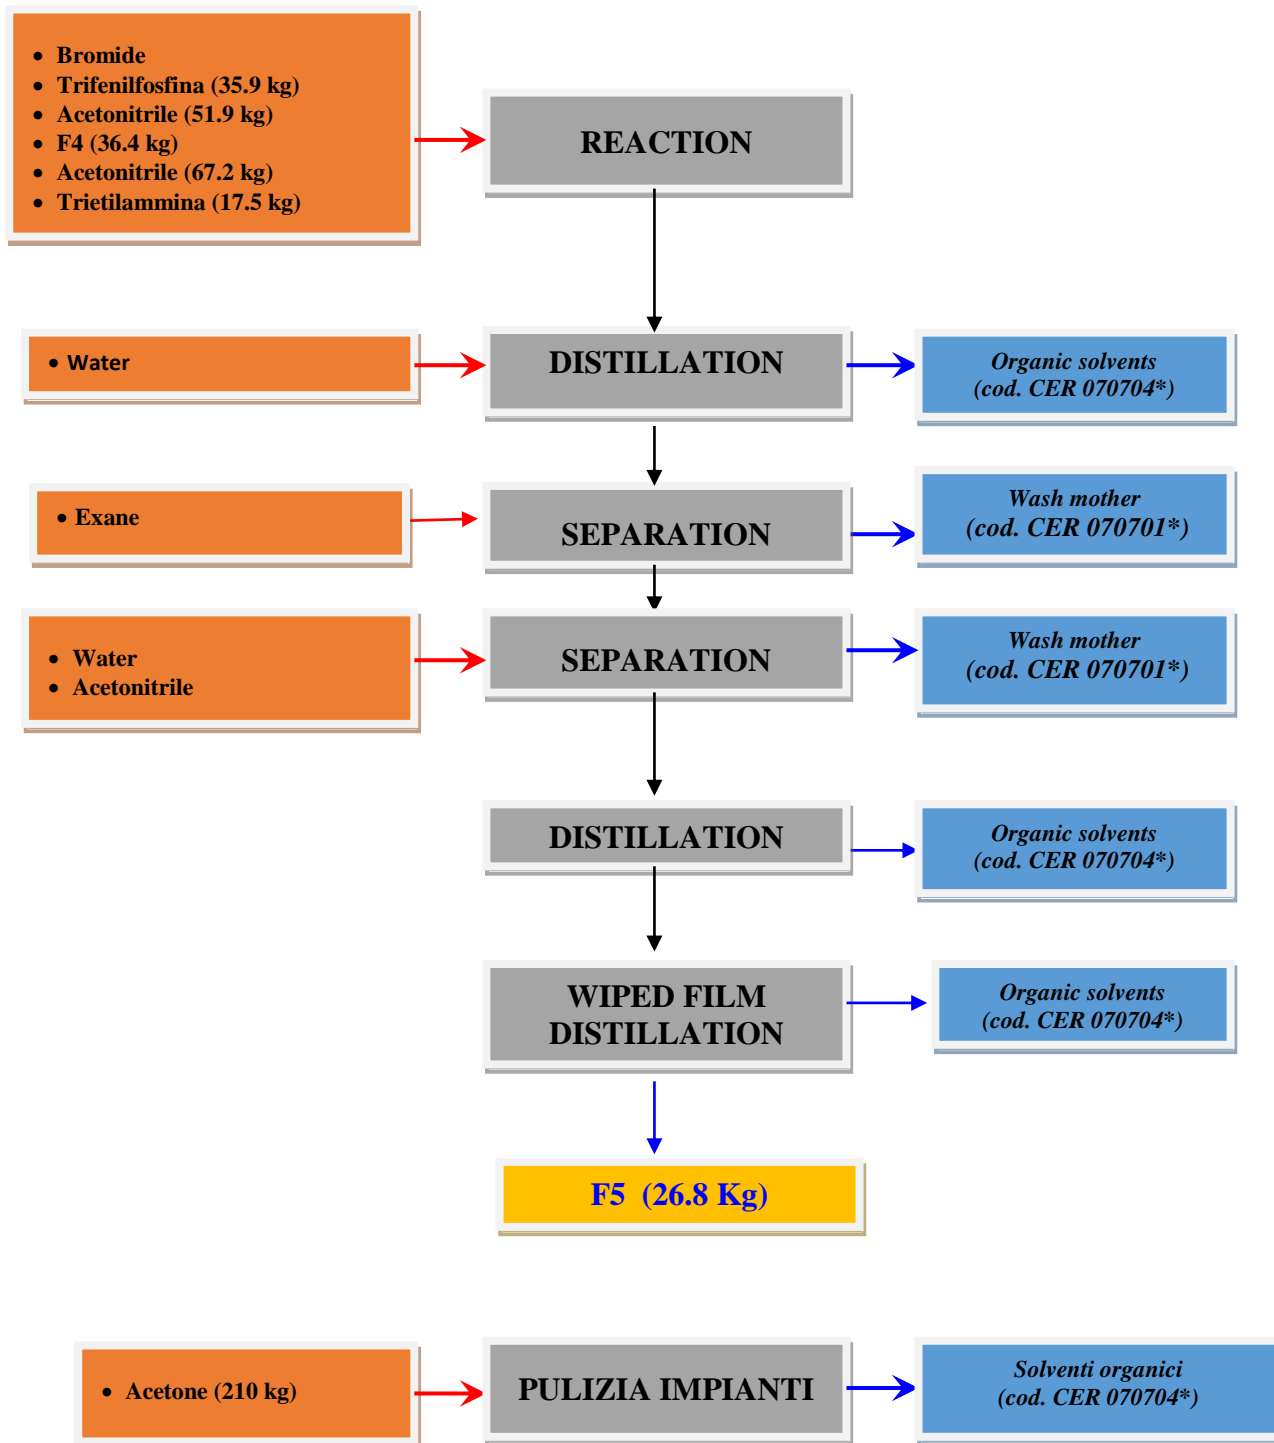 • Bromide
• Trifenilfosfina (35.9 kg)
• Acetonitrile (51.9 kg)
• F4 (36.4 kg)
• Acetonitrile (67.2 kg)
• Trietilammina (17.5 kg)
REACTION
• Water
DISTILLATION
Organic solvents
(cod. CER 070704*)
• Exane
SEPARATION
Wash mother
(cod. CER 070701*)
• Water
• Acetonitrile
SEPARATION
Wash mother
(cod. CER 070701*)
DISTILLATION
Organic solvents
(cod. CER 070704*)
WIPED FILM
DISTILLATION
Organic solvents
(cod. CER 070704*)
F5 (26.8 Kg)
• Acetone (210 kg)
PULIZIA IMPIANTI
Solventi organici
(cod. CER 070704*)